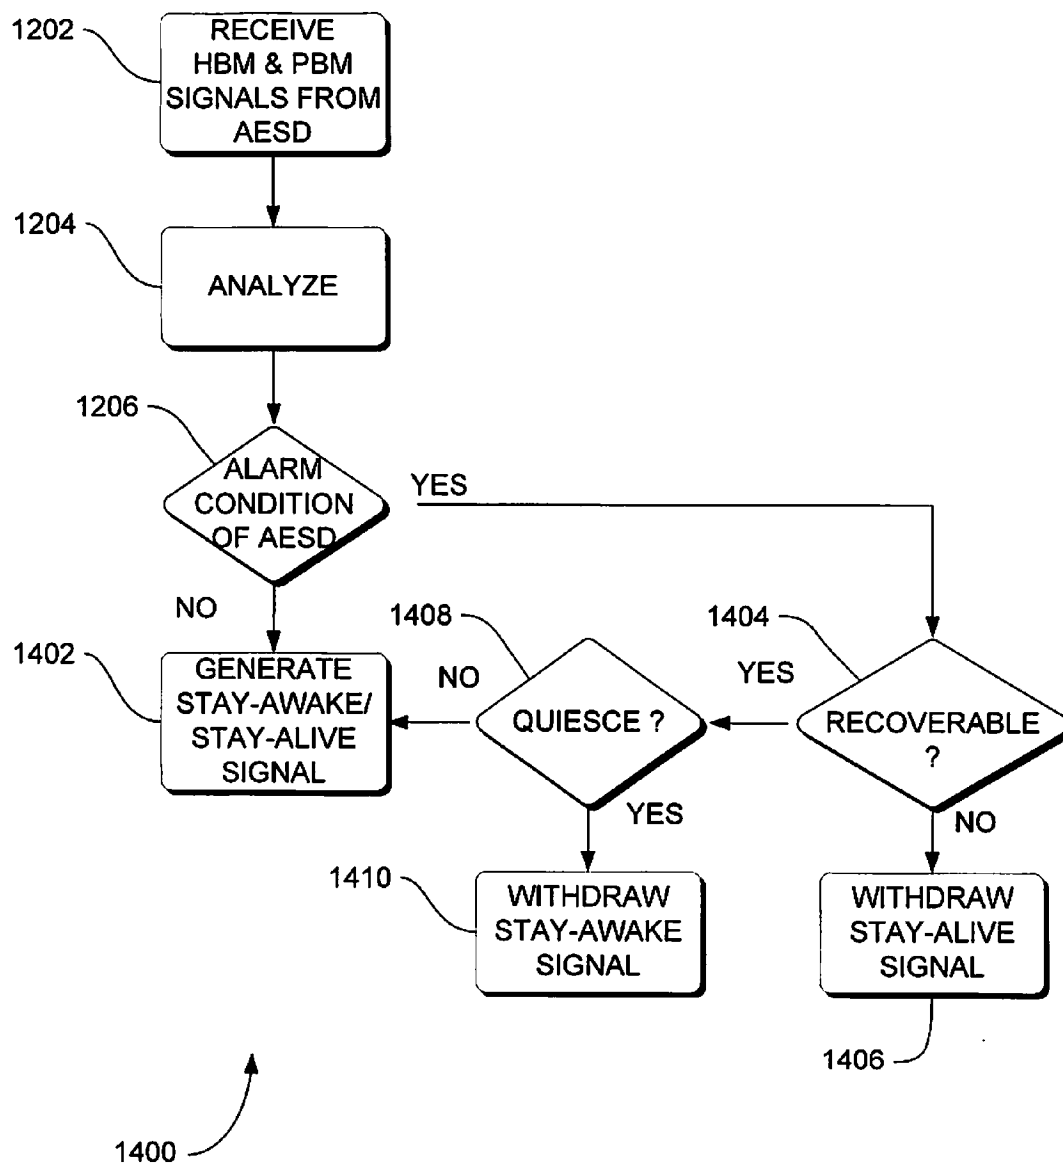 1202
RECEIVE
HBM & PBM
SIGNALS FROM
AESD
1204
ANALYZE
1206
ALARM
CONDITION
OF AESD
YES
NO
1408
1404
1402
GENERATE
STAY-AWAKE/
STAY-ALIVE
SIGNAL
NO
QUIESCE ?
YES
RECOVERABLE
?
YES
NO
1410
WITHDRAW
STAY-AWAKE
SIGNAL
WITHDRAW
STAY-ALIVE
SIGNAL
1406
1400